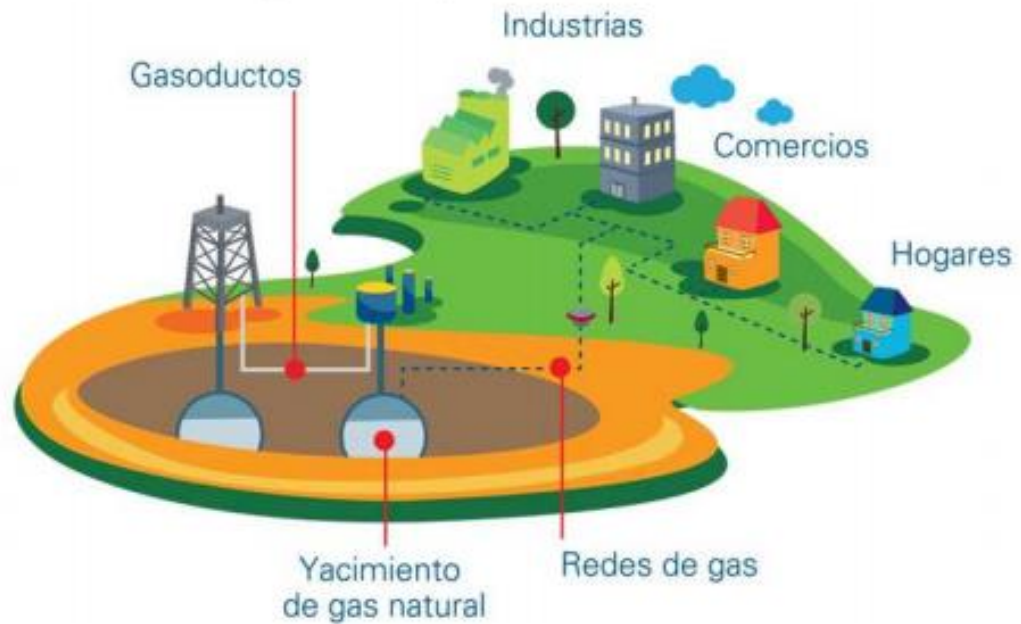 Industrias
Gasoductos
Comercios
Hogares
Yacimiento
de gas natural
Redes de gas